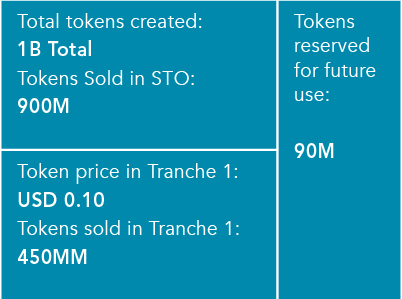 Total tokens created:
1B Total
Tokens Sold in STO:
900M
Token price in Tranche 1:
USD 0.10
Tokens sold in Tranche 1:
450MM
Tokens
reserved
for future
use:
90M